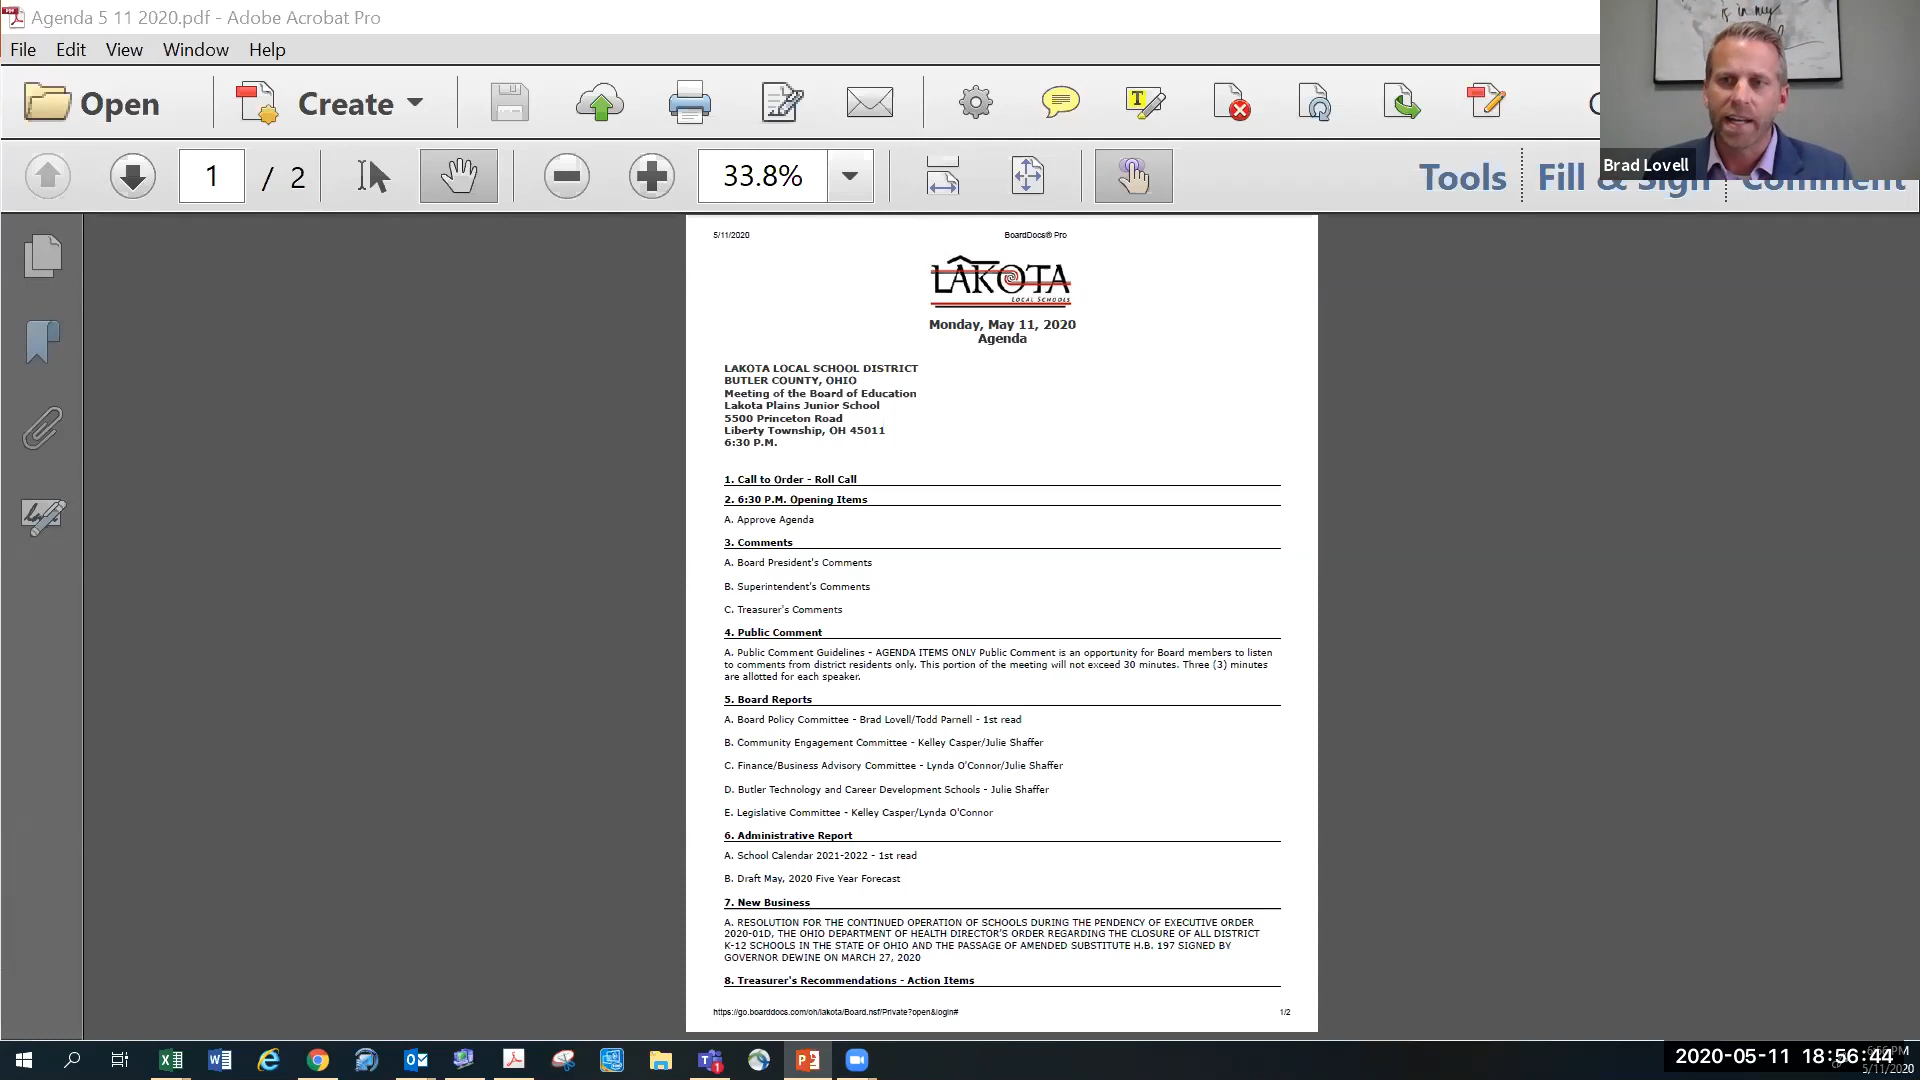 Agenda 5 11 2020.pdf - Adobe Acrobat Pro
File Edit View Window Help
is in my
Open Create
Brad Lovell
1 / 2 33.8% Tools Fill & Sign Comment
5/11/2020 BoardDocs® Pro
LAKOTA
LOCAL SCHOOLS
Monday, May 11, 2020
Agenda
LAKOTA LOCAL SCHOOL DISTRICT
BUTLER COUNTY, OHIO
Meeting of the Board of Education
Lakota Plains Junior School
5500 Princeton Road
Liberty Township, OH 45011
6:30 P.M.
1. Call to Order - Roll Call
2. 6:30 P.M. Opening Items
A. Approve Agenda
3. Comments
A. Board President's Comments
B. Superintendent's Comments
C. Treasurer's Comments
4. Public Comment
A. Public Comment Guidelines - AGENDA ITEMS ONLY Public Comment is an opportunity for Board members to listen
to comments from district residents only. This portion of the meeting will not exceed 30 minutes. Three (3) minutes
are allotted for each speaker.
5. Board Reports
A. Board Policy Committee - Brad Lovell/Todd Parnell - 1st read
B. Community Engagement Committee - Kelley Casper/Julie Shaffer
C. Finance/Business Advisory Committee - Lynda O'Connor/Julie Shaffer
D. Butler Technology and Career Development Schools - Julie Shaffer
E. Legislative Committee - Kelley Casper/Lynda O'Connor
6. Administrative Report
A. School Calendar 2021-2022 - 1st read
B. Draft May, 2020 Five Year Forecast
7. New Business
A. RESOLUTION FOR THE CONTINUED OPERATION OF SCHOOLS DURING THE PENDENCY OF EXECUTIVE ORDER
2020-01D, THE OHIO DEPARTMENT OF HEALTH DIRECTOR'S ORDER REGARDING THE CLOSURE OF ALL DISTRICT
K-12 SCHOOLS IN THE STATE OF OHIO AND THE PASSAGE OF AMENDED SUBSTITUTE H.B. 197 SIGNED BY
GOVERNOR DEWINE ON MARCH 27, 2020
8. Treasurer's Recommendations - Action Items
https://go.boarddocs.com/oh/lakota/Board.nsf/Private?open&login# 1/2
2020-05-11 18:56:44
5/11/2020